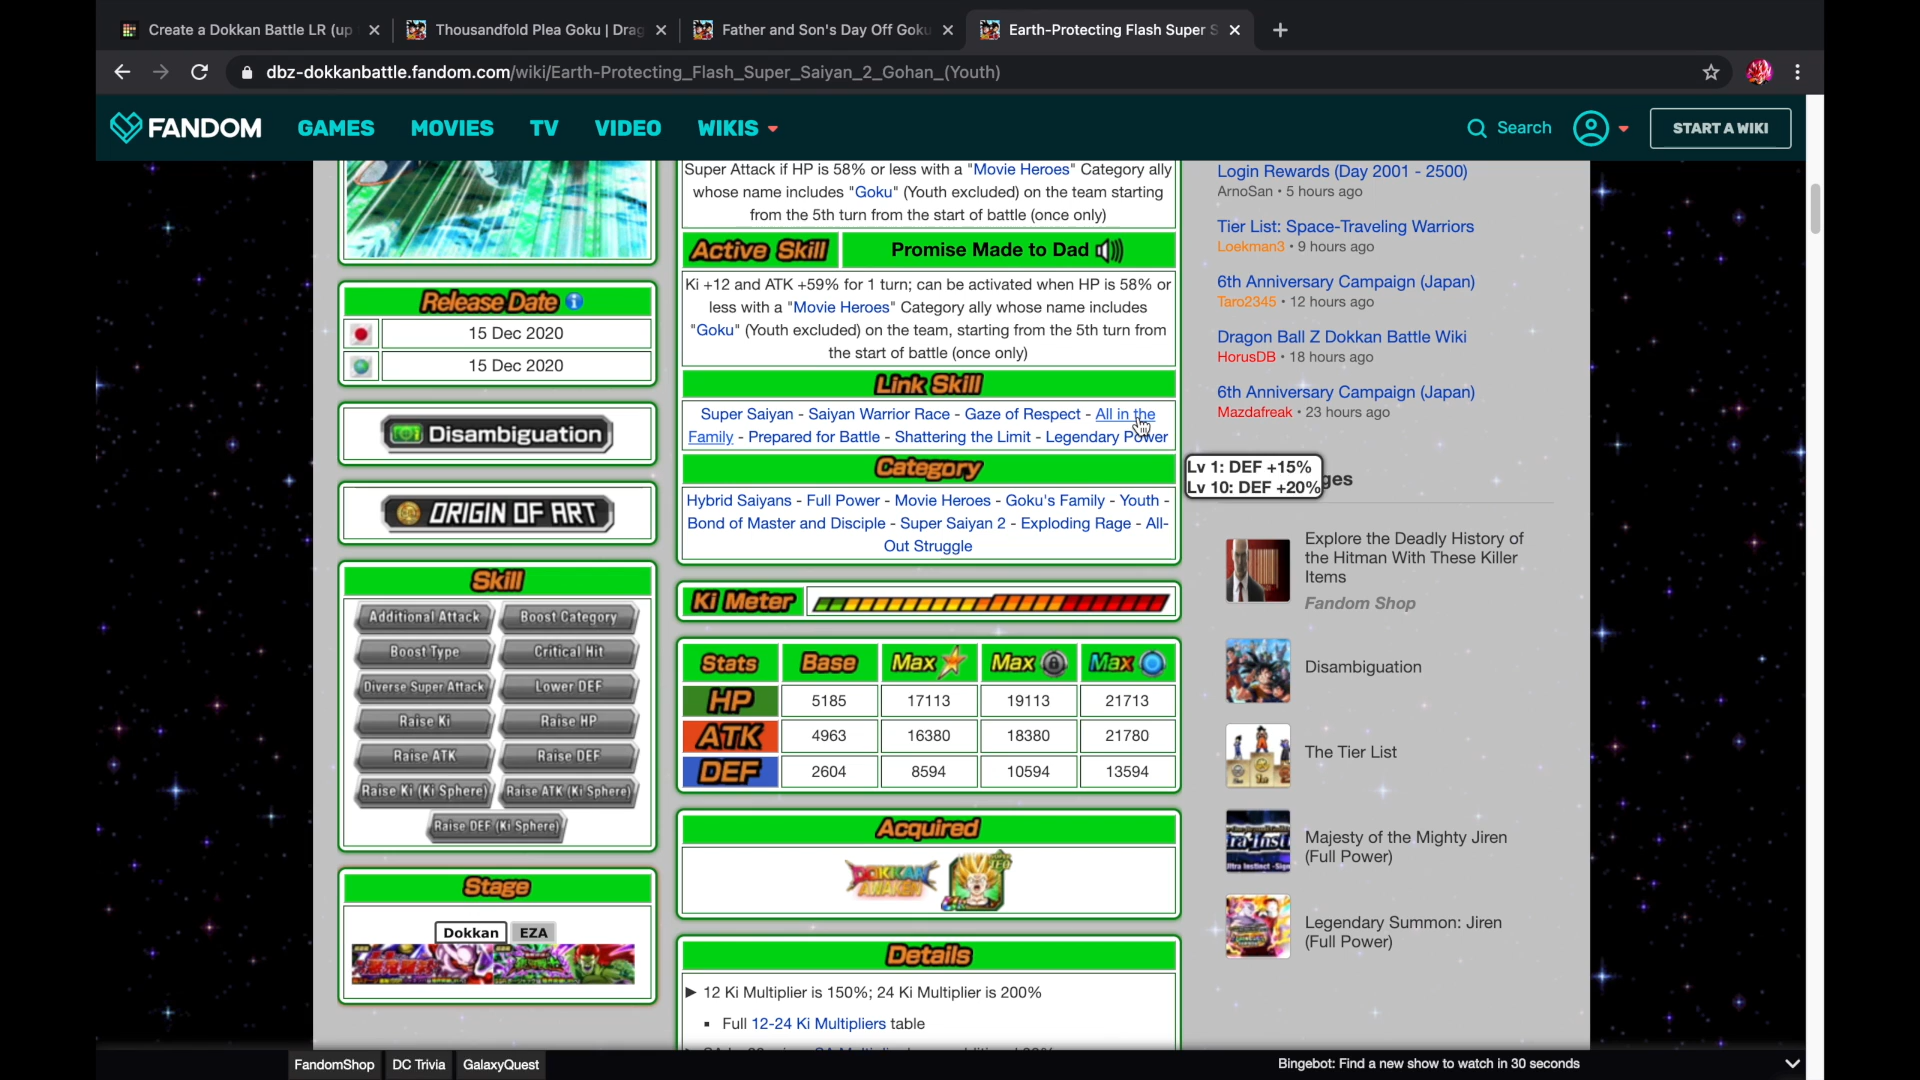 Create a Dokkan Battle LR (up
Thousandfold Plea Goku | Drag
Father and Son's Day Off Goku
Earth-Protecting Flash Super S
dbz-dokkanbattle.fandom.com/wiki/Earth-Protecting_Flash_Super_Saiyan_2_Gohan_(Youth)
FANDOM
GAMES
MOVIES
TV
VIDEO
WIKIS
Search
START A WIKI
Release Date
15 Dec 2020
15 Dec 2020
Disambiguation
ORIGIN OF ART
Skill
Additional Attack
Boost Category
Boost Type
Critical Hit
Diverse Super Attack
Lower DEF
Raise Ki
Raise HP
Raise ATK
Raise DEF
Raise Ki (Ki Sphere)
Raise ATK (Ki Sphere)
Raise DEF (Ki Sphere)
Stage
Dokkan
EZA
Super Attack if HP is 58% or less with a "Movie Heroes" Category ally
whose name includes "Goku" (Youth excluded) on the team starting
from the 5th turn from the start of battle (once only)
Active Skill
Promise Made to Dad
Ki +12 and ATK +59% for 1 turn; can be activated when HP is 58% or
less with a "Movie Heroes" Category ally whose name includes
"Goku" (Youth excluded) on the team, starting from the 5th turn from
the start of battle (once only)
Link Skill
Super Saiyan - Saiyan Warrior Race - Gaze of Respect - All in the
Family - Prepared for Battle - Shattering the Limit - Legendary Power
Category
Hybrid Saiyans - Full Power - Movie Heroes - Goku's Family - Youth -
Bond of Master and Disciple - Super Saiyan 2 - Exploding Rage - All-
Out Struggle
Ki Meter
Stats Base Max Max Max
HP 5185 17113 19113 21713
ATK 4963 16380 18380 21780
DEF 2604 8594 10594 13594
Acquired
DOKKAN
AWAKEN
Details
► 12 Ki Multiplier is 150%; 24 Ki Multiplier is 200%
▪ Full 12-24 Ki Multipliers table
Login Rewards (Day 2001 - 2500)
ArnoSan • 5 hours ago
Tier List: Space-Traveling Warriors
Loekman3 • 9 hours ago
6th Anniversary Campaign (Japan)
Taro2345 • 12 hours ago
Dragon Ball Z Dokkan Battle Wiki
HorusDB • 18 hours ago
6th Anniversary Campaign (Japan)
Mazdafreak • 23 hours ago
Lv 1: DEF +15%
Lv 10: DEF +20%
ges
Explore the Deadly History of
the Hitman With These Killer
Items
Fandom Shop
Disambiguation
The Tier List
Majesty of the Mighty Jiren
(Full Power)
Legendary Summon: Jiren
(Full Power)
FandomShop
DC Trivia
GalaxyQuest
Bingebot: Find a new show to watch in 30 seconds